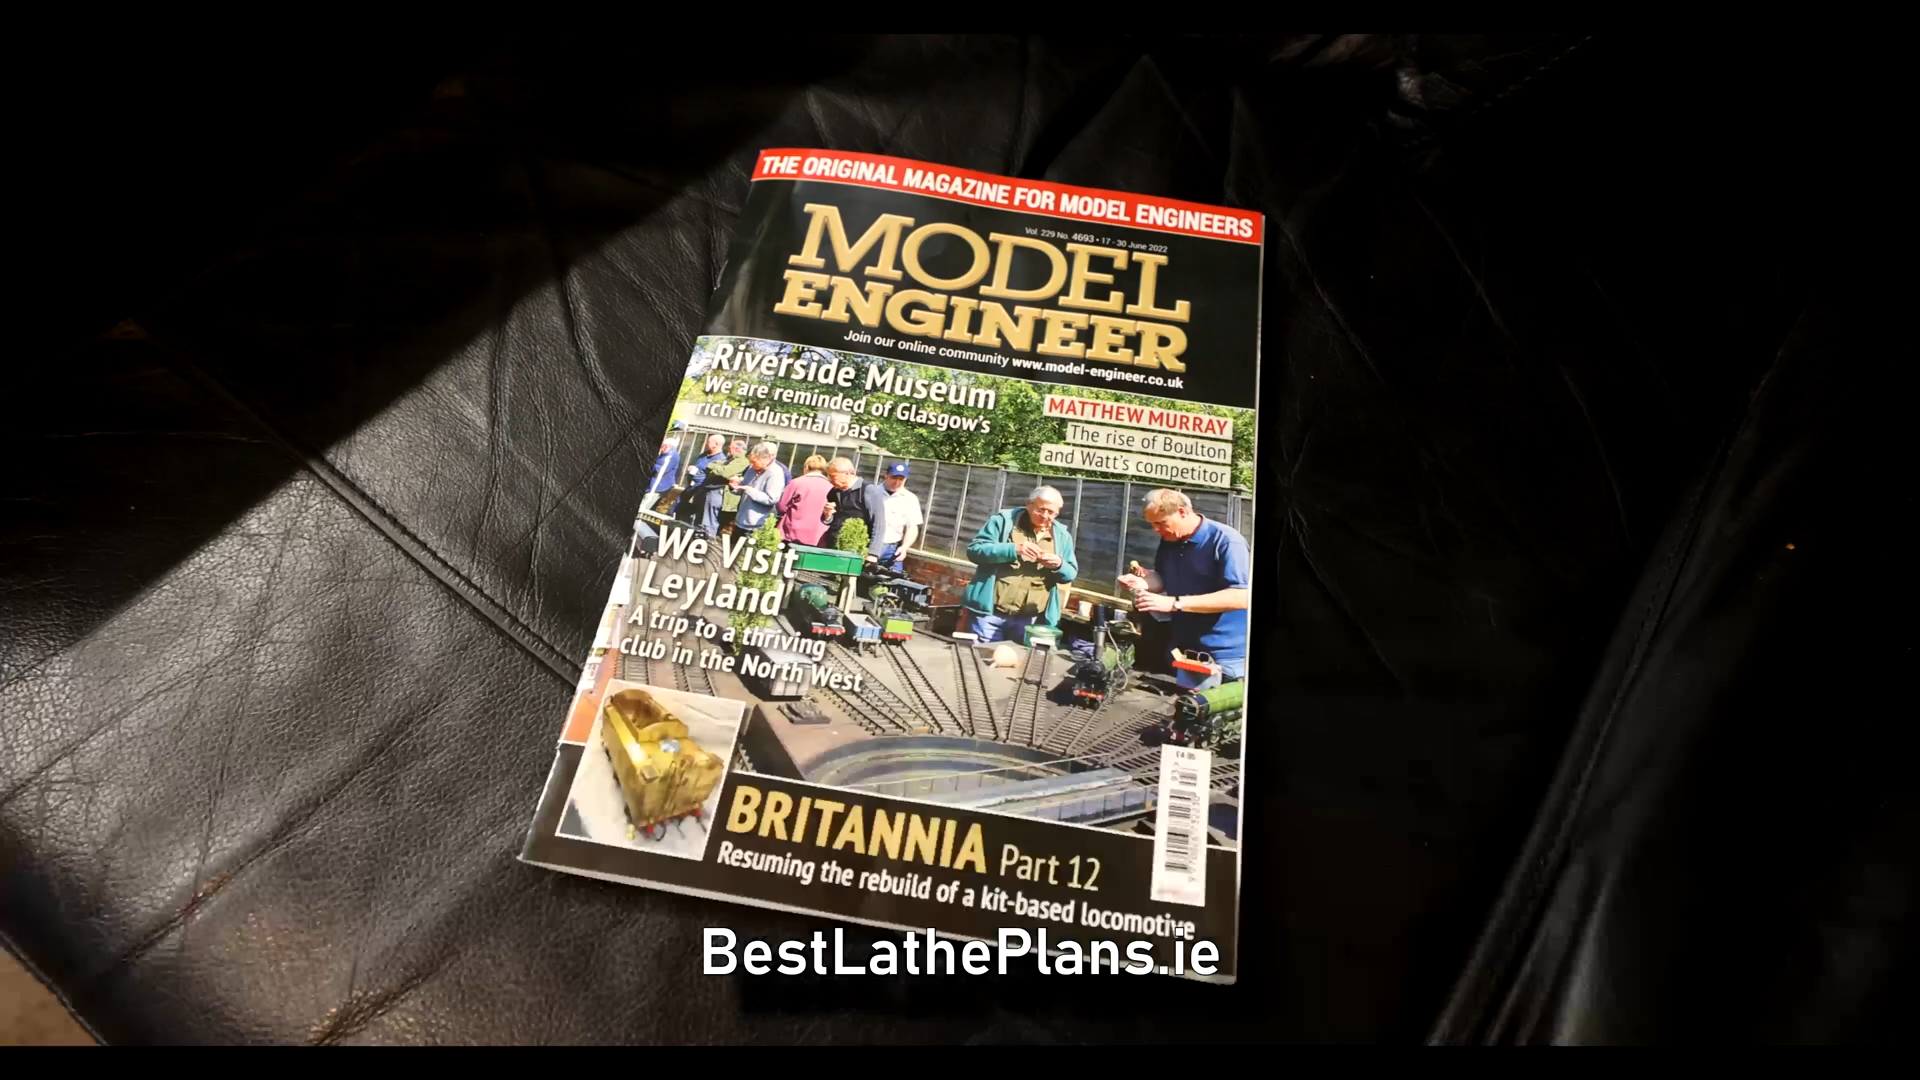 THE ORIGINAL MAGAZINE FOR MODEL ENGINEERS
Vol. 229 No. 4693 • 17 - 30 June 2022
MODEL
ENGINEER
Join our online community www.model-engineer.co.uk
Riverside Museum
We are reminded of Glasgow's
rich industrial past
MATTHEW MURRAY
The rise of Boulton
and Watt's competitor
We Visit
Leyland
A trip to a thriving
club in the North West
BRITANNIA Part 12
Resuming the rebuild of a kit-based locomotive
BestLathePlans.ie